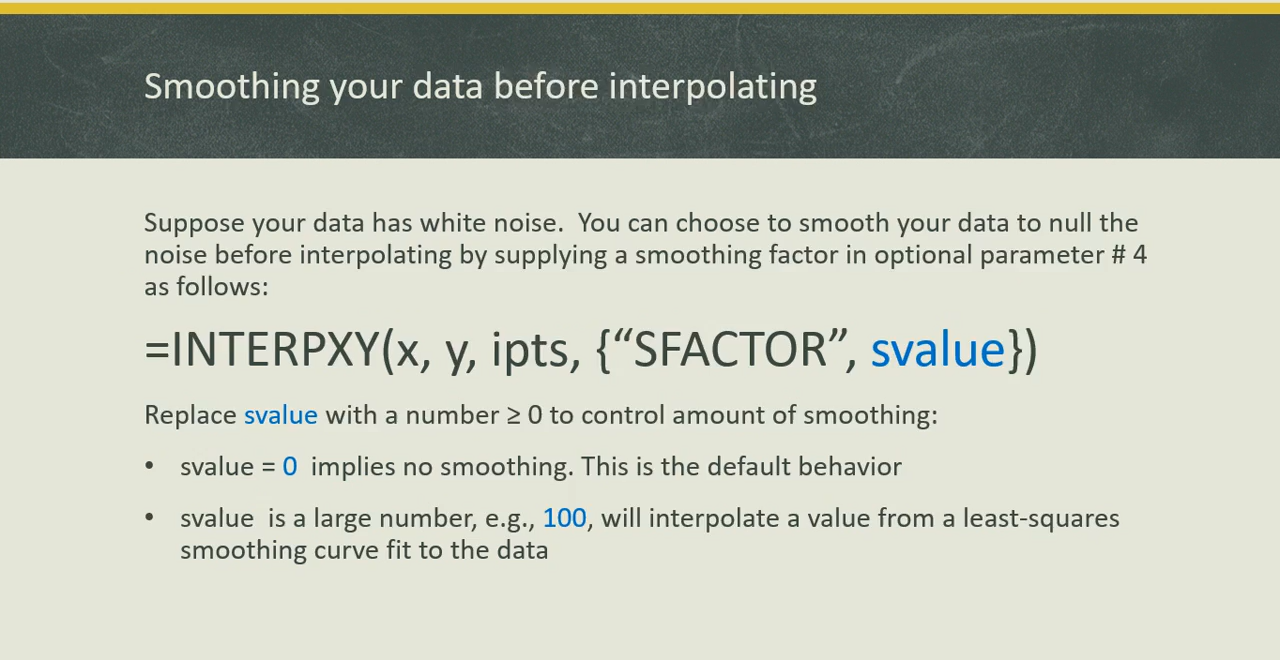 Smoothing your data before interpolating
Suppose your data has white noise.  You can choose to smooth your data to null the
noise before interpolating by supplying a smoothing factor in optional parameter # 4
as follows:
=INTERPXY(x, y, ipts, {“SFACTOR”, svalue})
Replace svalue with a number ≥ 0 to control amount of smoothing:
• svalue = 0  implies no smoothing. This is the default behavior
• svalue  is a large number, e.g., 100, will interpolate a value from a least-squares
smoothing curve fit to the data